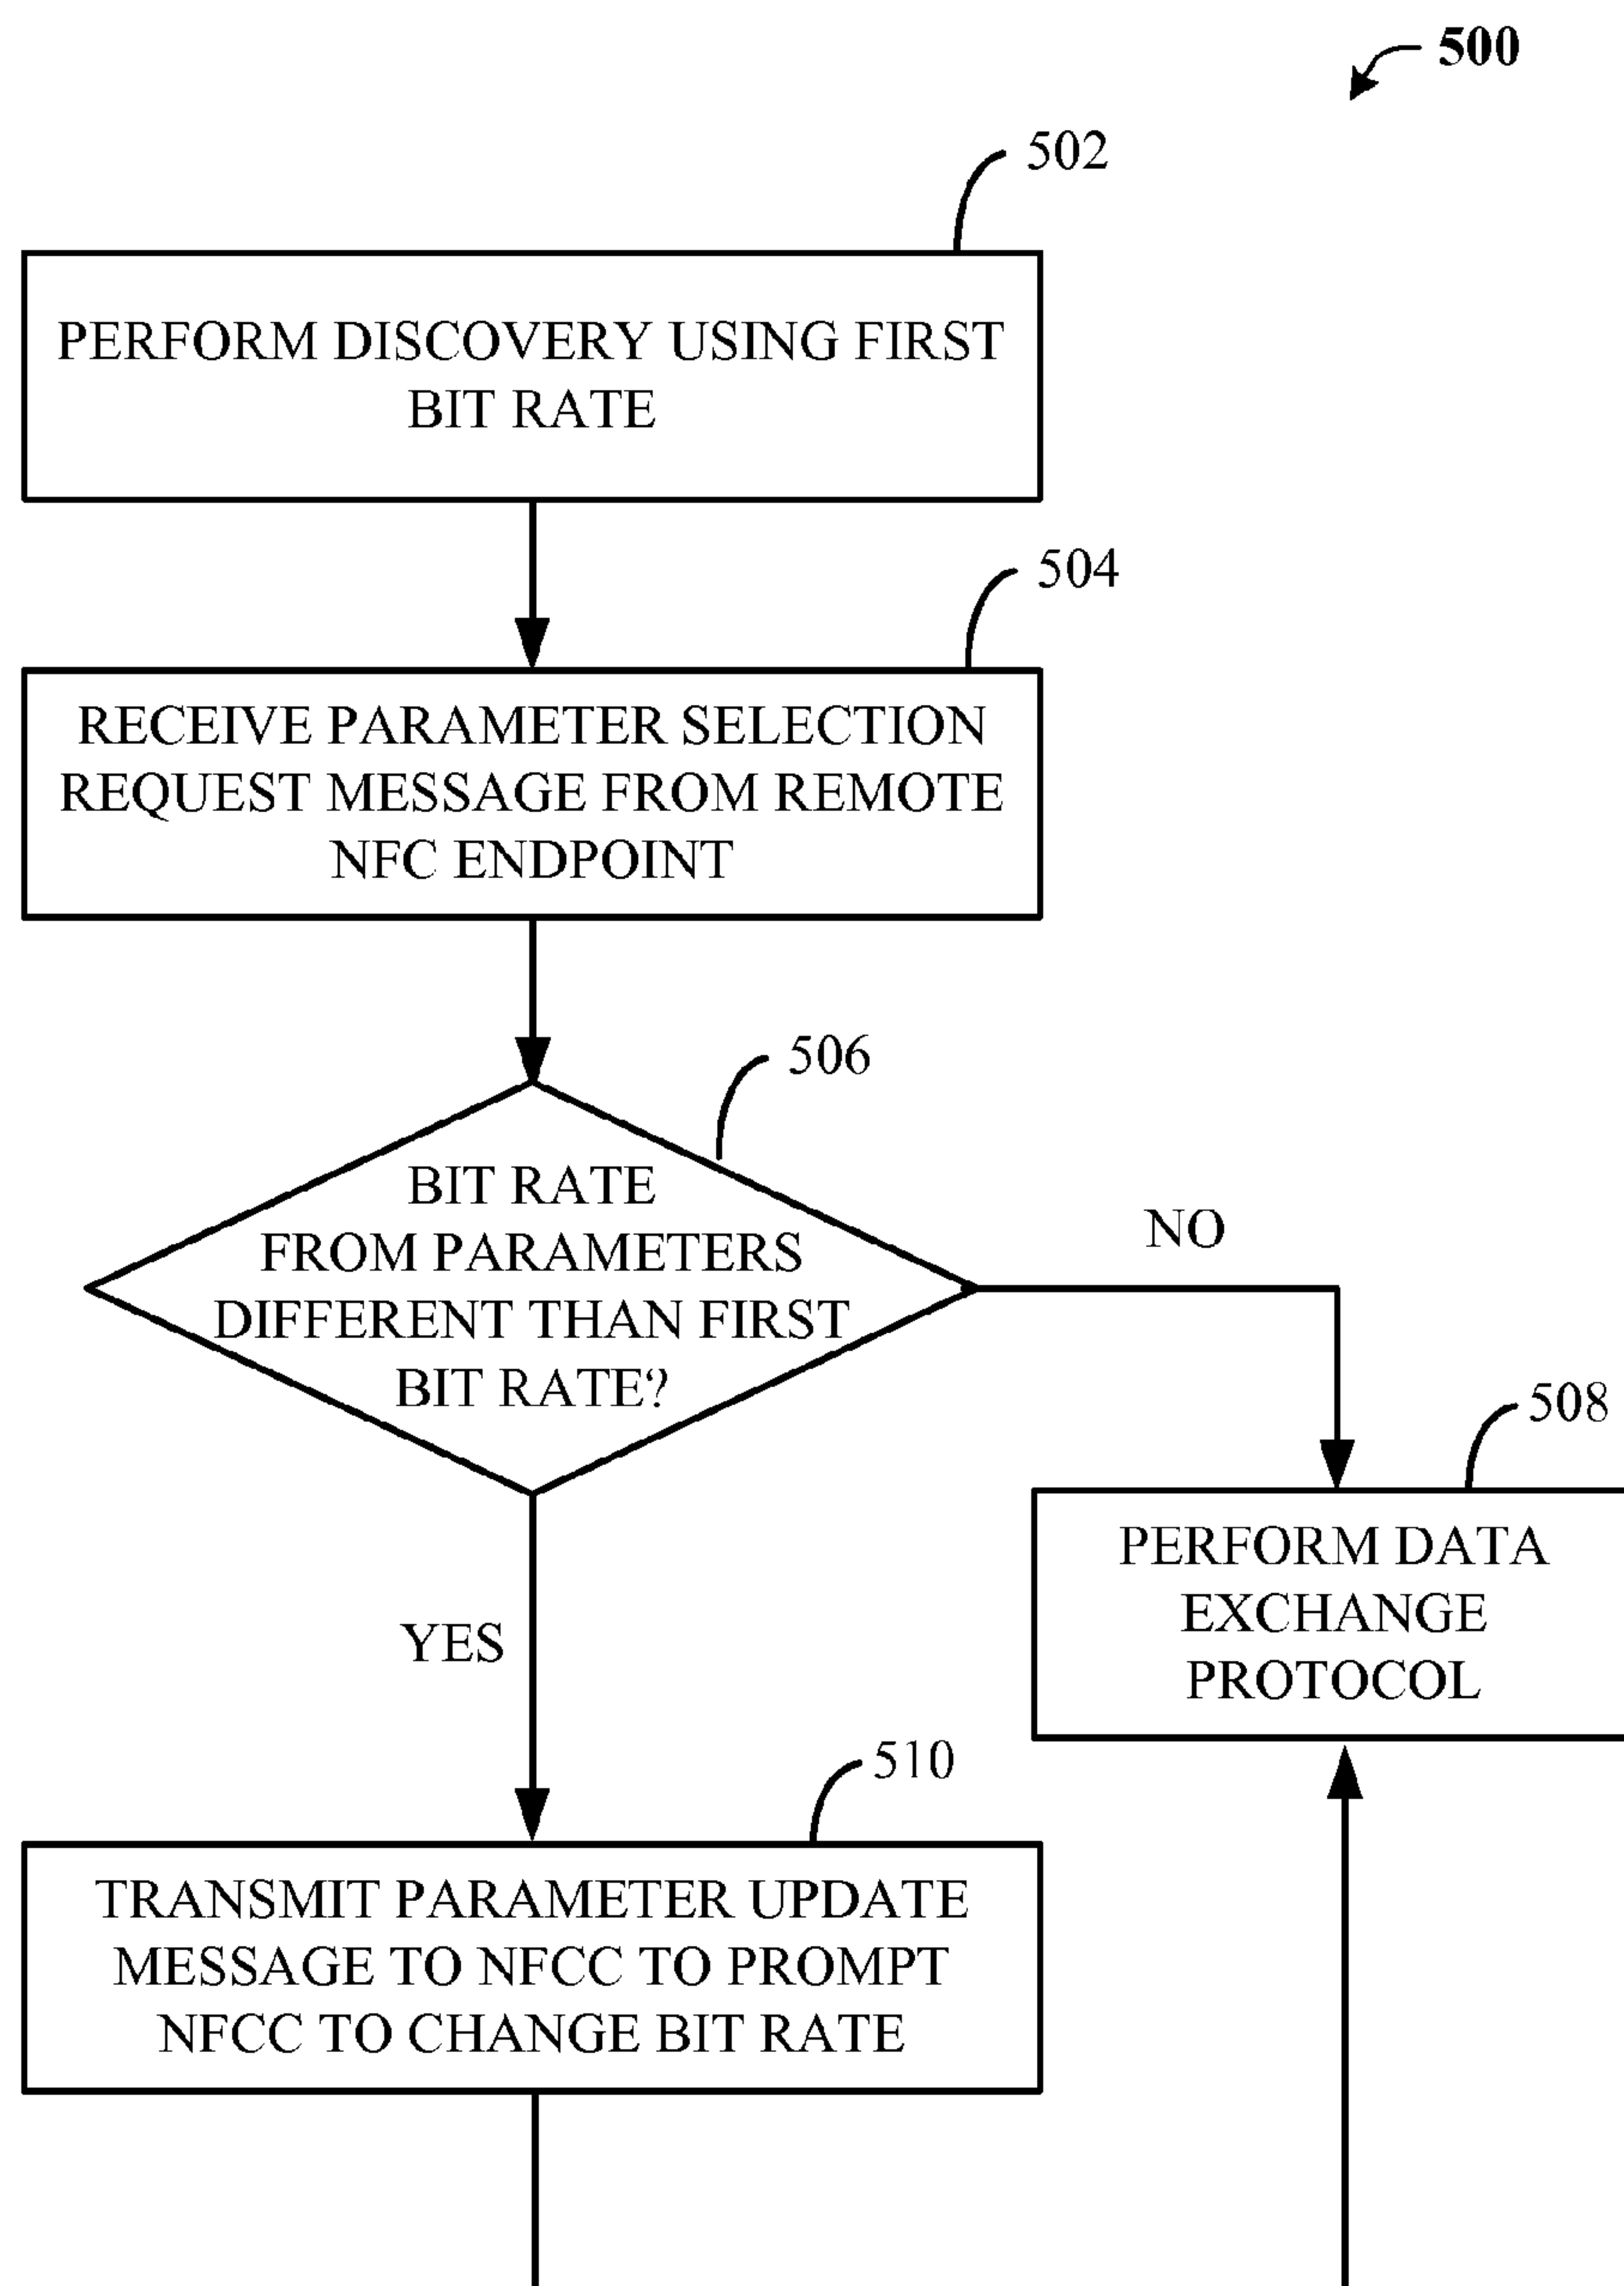 500
502
PERFORM DISCOVERY USING FIRST
BIT RATE
504
RECEIVE PARAMETER SELECTION
REQUEST MESSAGE FROM REMOTE
NFC ENDPOINT
506
BIT RATE
FROM PARAMETERS
DIFFERENT THAN FIRST
BIT RATE?
NO
508
PERFORM DATA
EXCHANGE
PROTOCOL
YES
510
TRANSMIT PARAMETER UPDATE
MESSAGE TO NFCC TO PROMPT
NFCC TO CHANGE BIT RATE